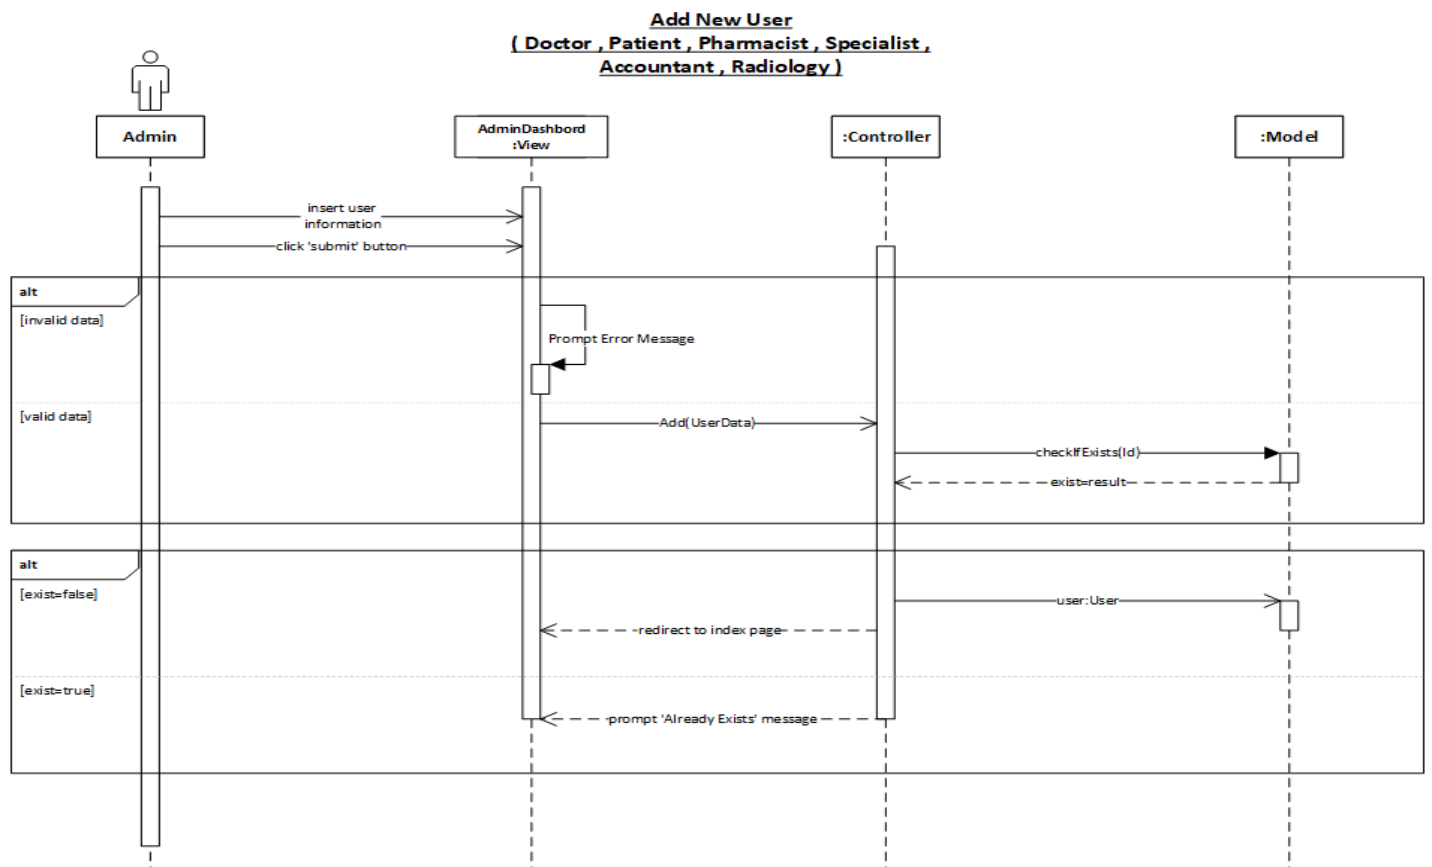 Add New User
( Doctor , Patient , Pharmacist , Specialist ,
Accountant , Radiology )
Admin
AdminDashbord
:View
:Controller
:Model
insert user
information
click 'submit' button
alt
[invalid data]
Prompt Error Message
[valid data]
Add(UserData)
checkIfExists(Id)
exist=result
alt
[exist=false]
user:User
redirect to index page
[exist=true]
prompt 'Already Exists' message